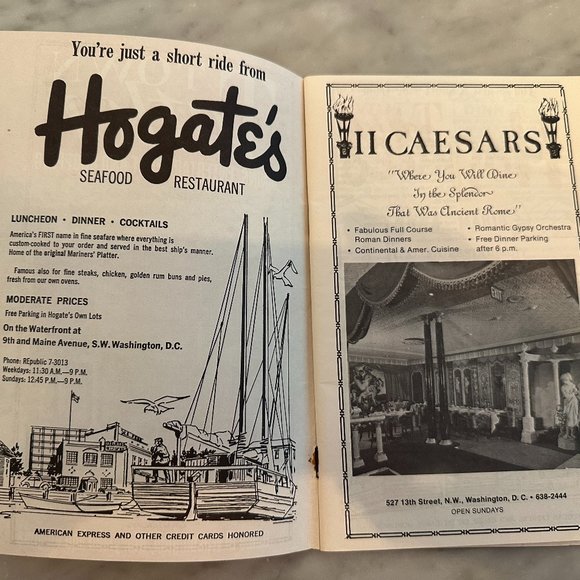 You're just a short ride from
Hogate's
SEAFOOD RESTAURANT
LUNCHEON · DINNER · COCKTAILS
America's FIRST name in fine seafare where everything is
custom-cooked to your order and served in the best ship's manner.
Home of the original Mariners' Platter.
Famous also for fine steaks, chicken, golden rum buns and pies,
fresh from our own ovens.
MODERATE PRICES
Free Parking in Hogate's Own Lots
On the Waterfront at
9th and Maine Avenue, S.W. Washington, D.C.
Phone: REpublic 7-3013
Weekdays: 11:30 A.M.—9 P.M.
Sundays: 12:45 P.M.—9 P.M.
AMERICAN EXPRESS AND OTHER CREDIT CARDS HONORED
II CAESARS
"Where You Will Dine
In the Splendor
That Was Ancient Rome"
• Fabulous Full Course
Roman Dinners
• Continental & Amer. Cuisine
• Romantic Gypsy Orchestra
• Free Dinner Parking
after 6 p.m.
527 13th Street, N.W., Washington, D. C. • 638-2444
OPEN SUNDAYS